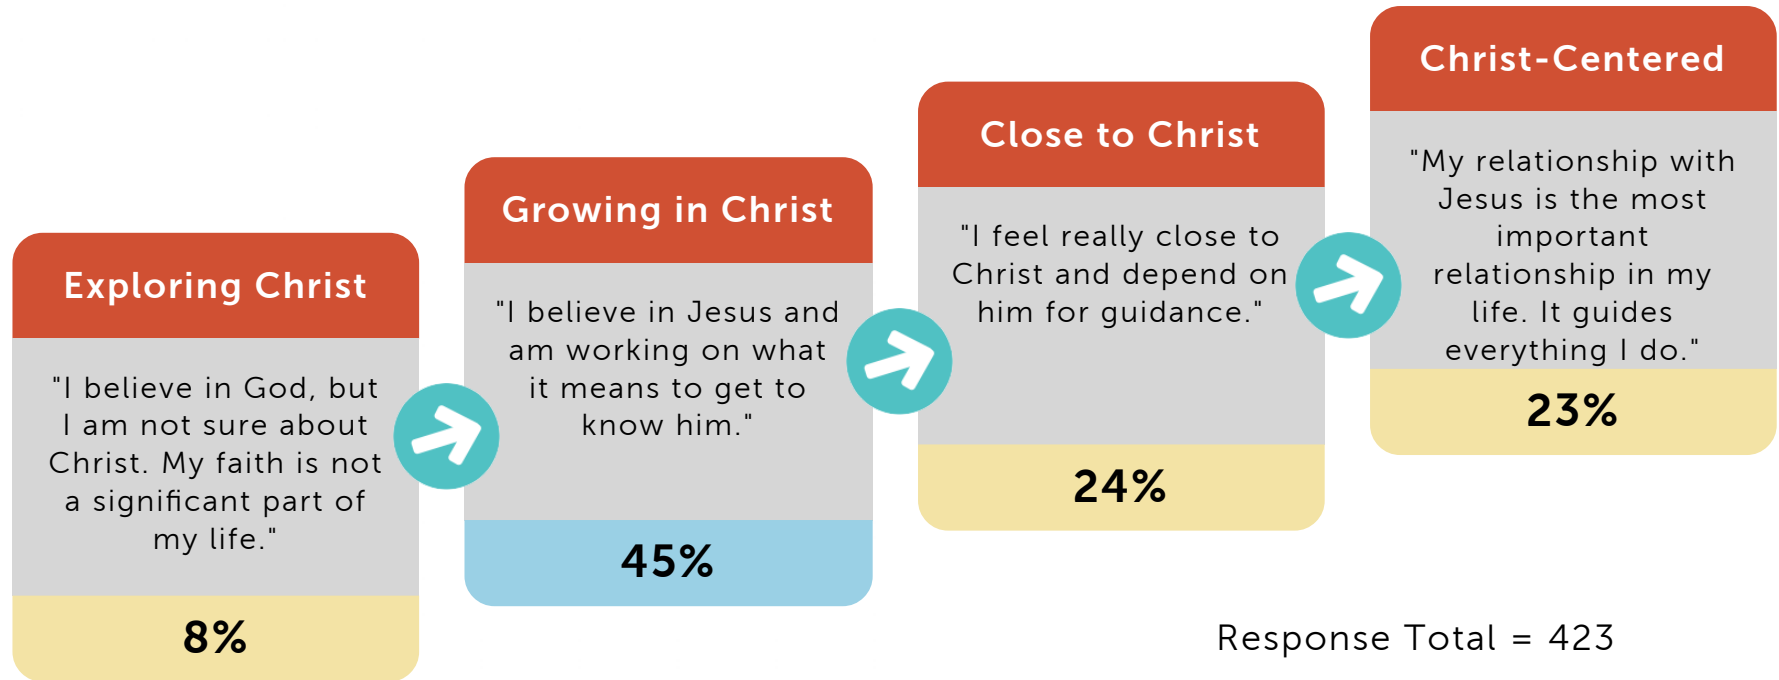 Exploring Christ
"I believe in God, but
I am not sure about
Christ. My faith is not
a significant part of
my life."
8%
Growing in Christ
"I believe in Jesus and
am working on what
it means to get to
know him."
45%
Close to Christ
"I feel really close to
Christ and depend on
him for guidance."
24%
Christ-Centered
"My relationship with
Jesus is the most
important
relationship in my
life. It guides
everything I do."
23%
Response Total = 423